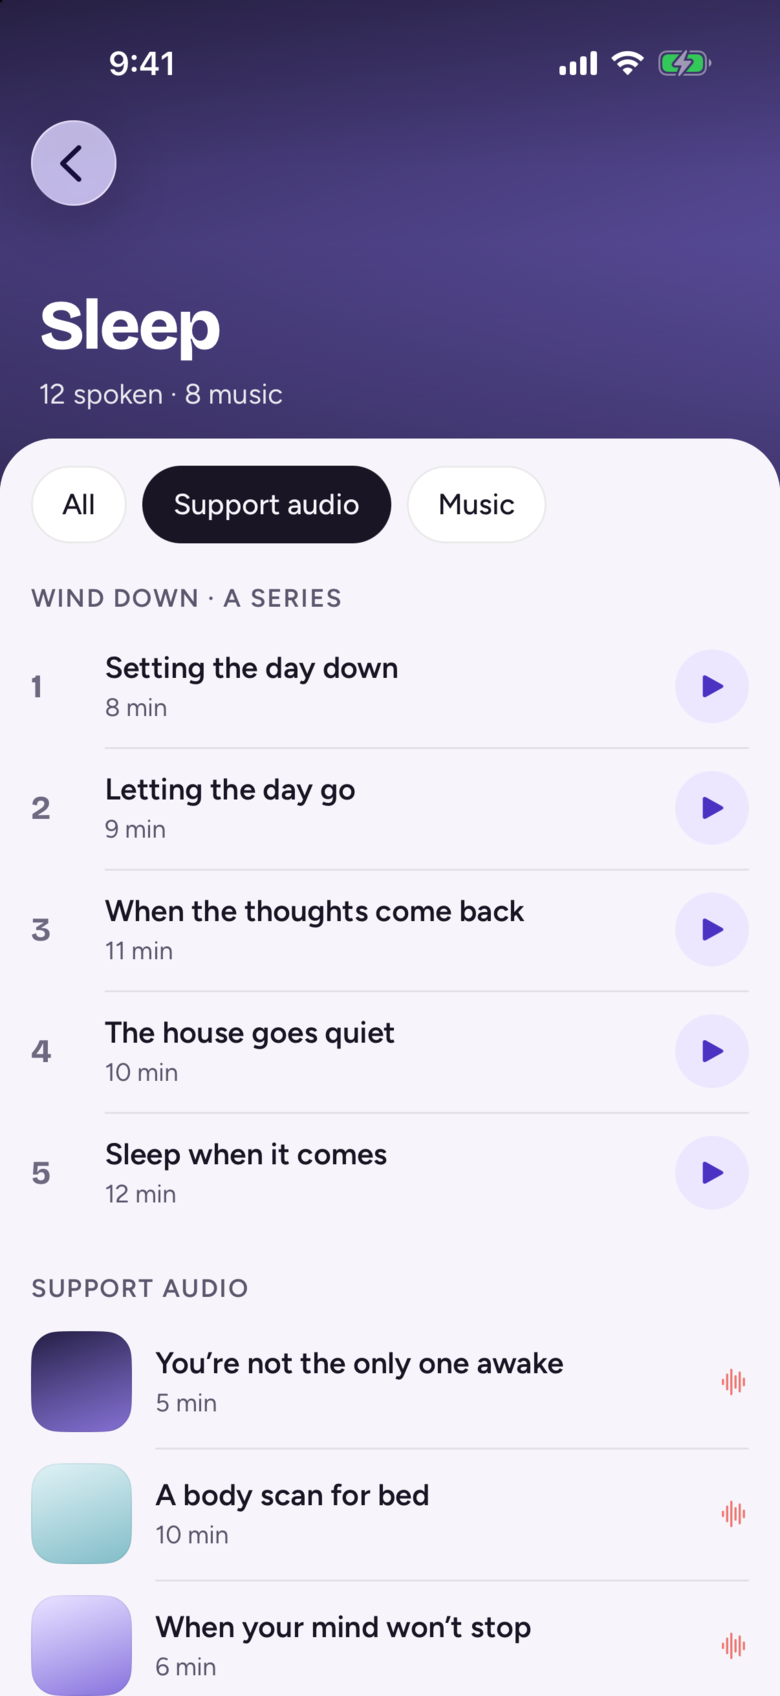 9:41
Sleep
12 spoken · 8 music
All
Support audio
Music
WIND DOWN · A SERIES
1
Setting the day down
8 min
2
Letting the day go
9 min
3
When the thoughts come back
11 min
4
The house goes quiet
10 min
5
Sleep when it comes
12 min
SUPPORT AUDIO
You’re not the only one awake
5 min
A body scan for bed
10 min
When your mind won’t stop
6 min